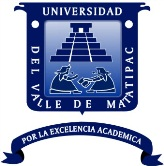 UNIVERSIDAD
DEL VALLE DE MATATIPAC
POR LA EXCELENCIA ACADEMICA